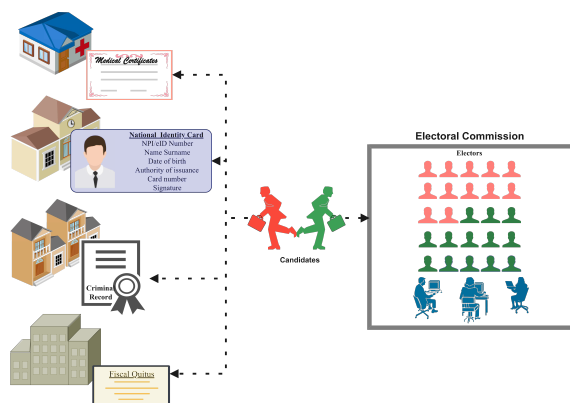 Medical Certificates
National Identity Card
NPI/eID Number
Name Surname
Date of birth
Authority of issuance
Card number
Signature
Criminal
Record
Fiscal Quitus
Candidates
Electoral Commission
Electors